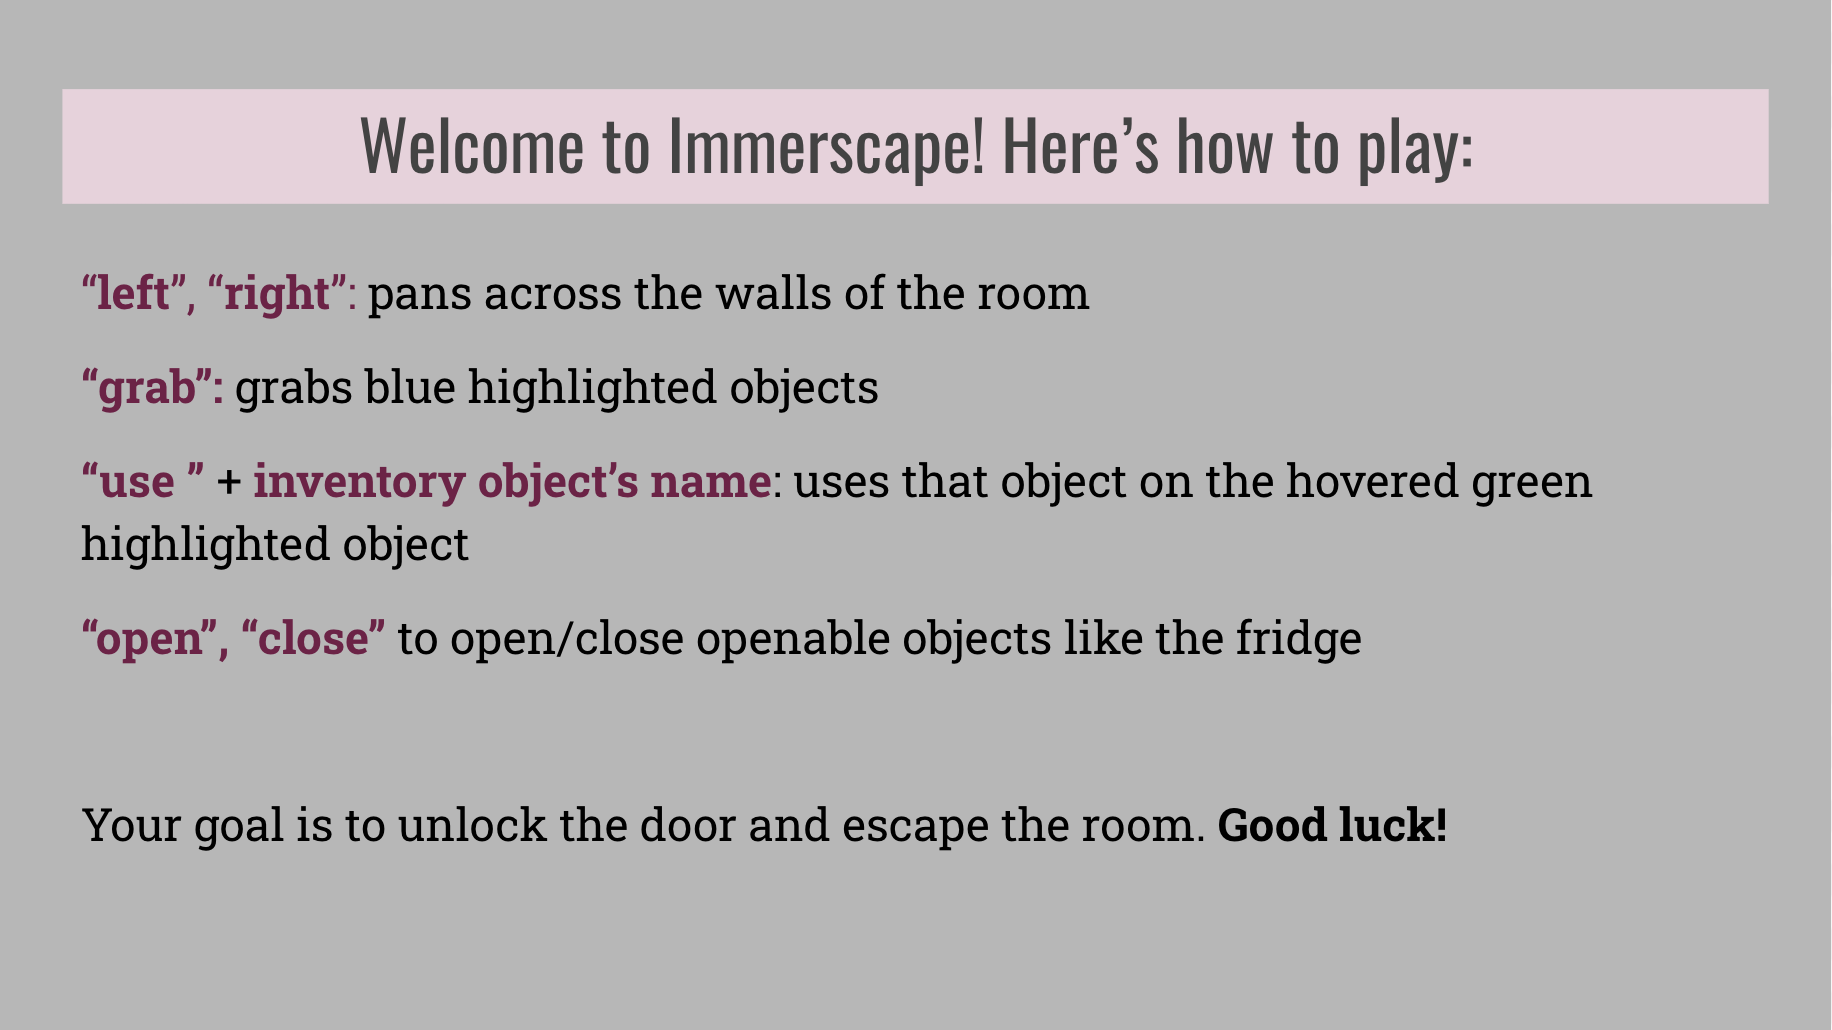 Welcome to Immerscape! Here’s how to play:
“left”, “right”: pans across the walls of the room
“grab”: grabs blue highlighted objects
“use ” + inventory object’s name: uses that object on the hovered green
highlighted object
“open”, “close” to open/close openable objects like the fridge
Your goal is to unlock the door and escape the room. Good luck!